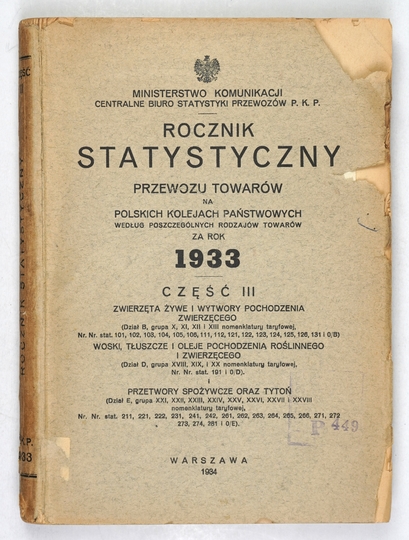 MINISTERSTWO KOMUNIKACJI
CENTRALNE BIURO STATYSTYKI PRZEWOZÓW P. K. P.
ROCZNIK
STATYSTYCZNY
PRZEWOZU TOWARÓW
NA
POLSKICH KOLEJACH PAŃSTWOWYCH
WEDŁUG POSZCZEGÓLNYCH RODZAJÓW TOWARÓW
ZA ROK
1933
CZĘŚĆ III
ZWIERZĘTA ŻYWE I WYTWORY POCHODZENIA
ZWIERZĘCEGO
(Dział B, grupa X, XI, XII i XIII nomenklatury taryfowej,
Nr. Nr. stat. 101, 102, 103, 104, 105, 106, 111, 112, 121, 122, 123, 124, 125, 126, 131 i 0/B)
WOSKI, TŁUSZCZE I OLEJE POCHODZENIA ROŚLINNEGO
I ZWIERZĘCEGO
(Dział D, grupa XVIII, XIX, i XX nomenklatury taryfowej,
Nr. Nr. stat. 191 i 0/D).
i
PRZETWORY SPOŻYWCZE ORAZ TYTOŃ
(Dział E, grupa XXI, XXII, XXIII, XXIV, XXV, XXVI, XXVII i XXVIII
nomenklatury taryfowej,
Nr. Nr. stat. 211, 221, 222, 231, 241, 242, 261, 262, 263, 264, 265, 266, 271, 272
273, 274, 281 i 0/E).
P 449
WARSZAWA
1934
ROCZNIK STATYSTYCZNY
K.P.
933